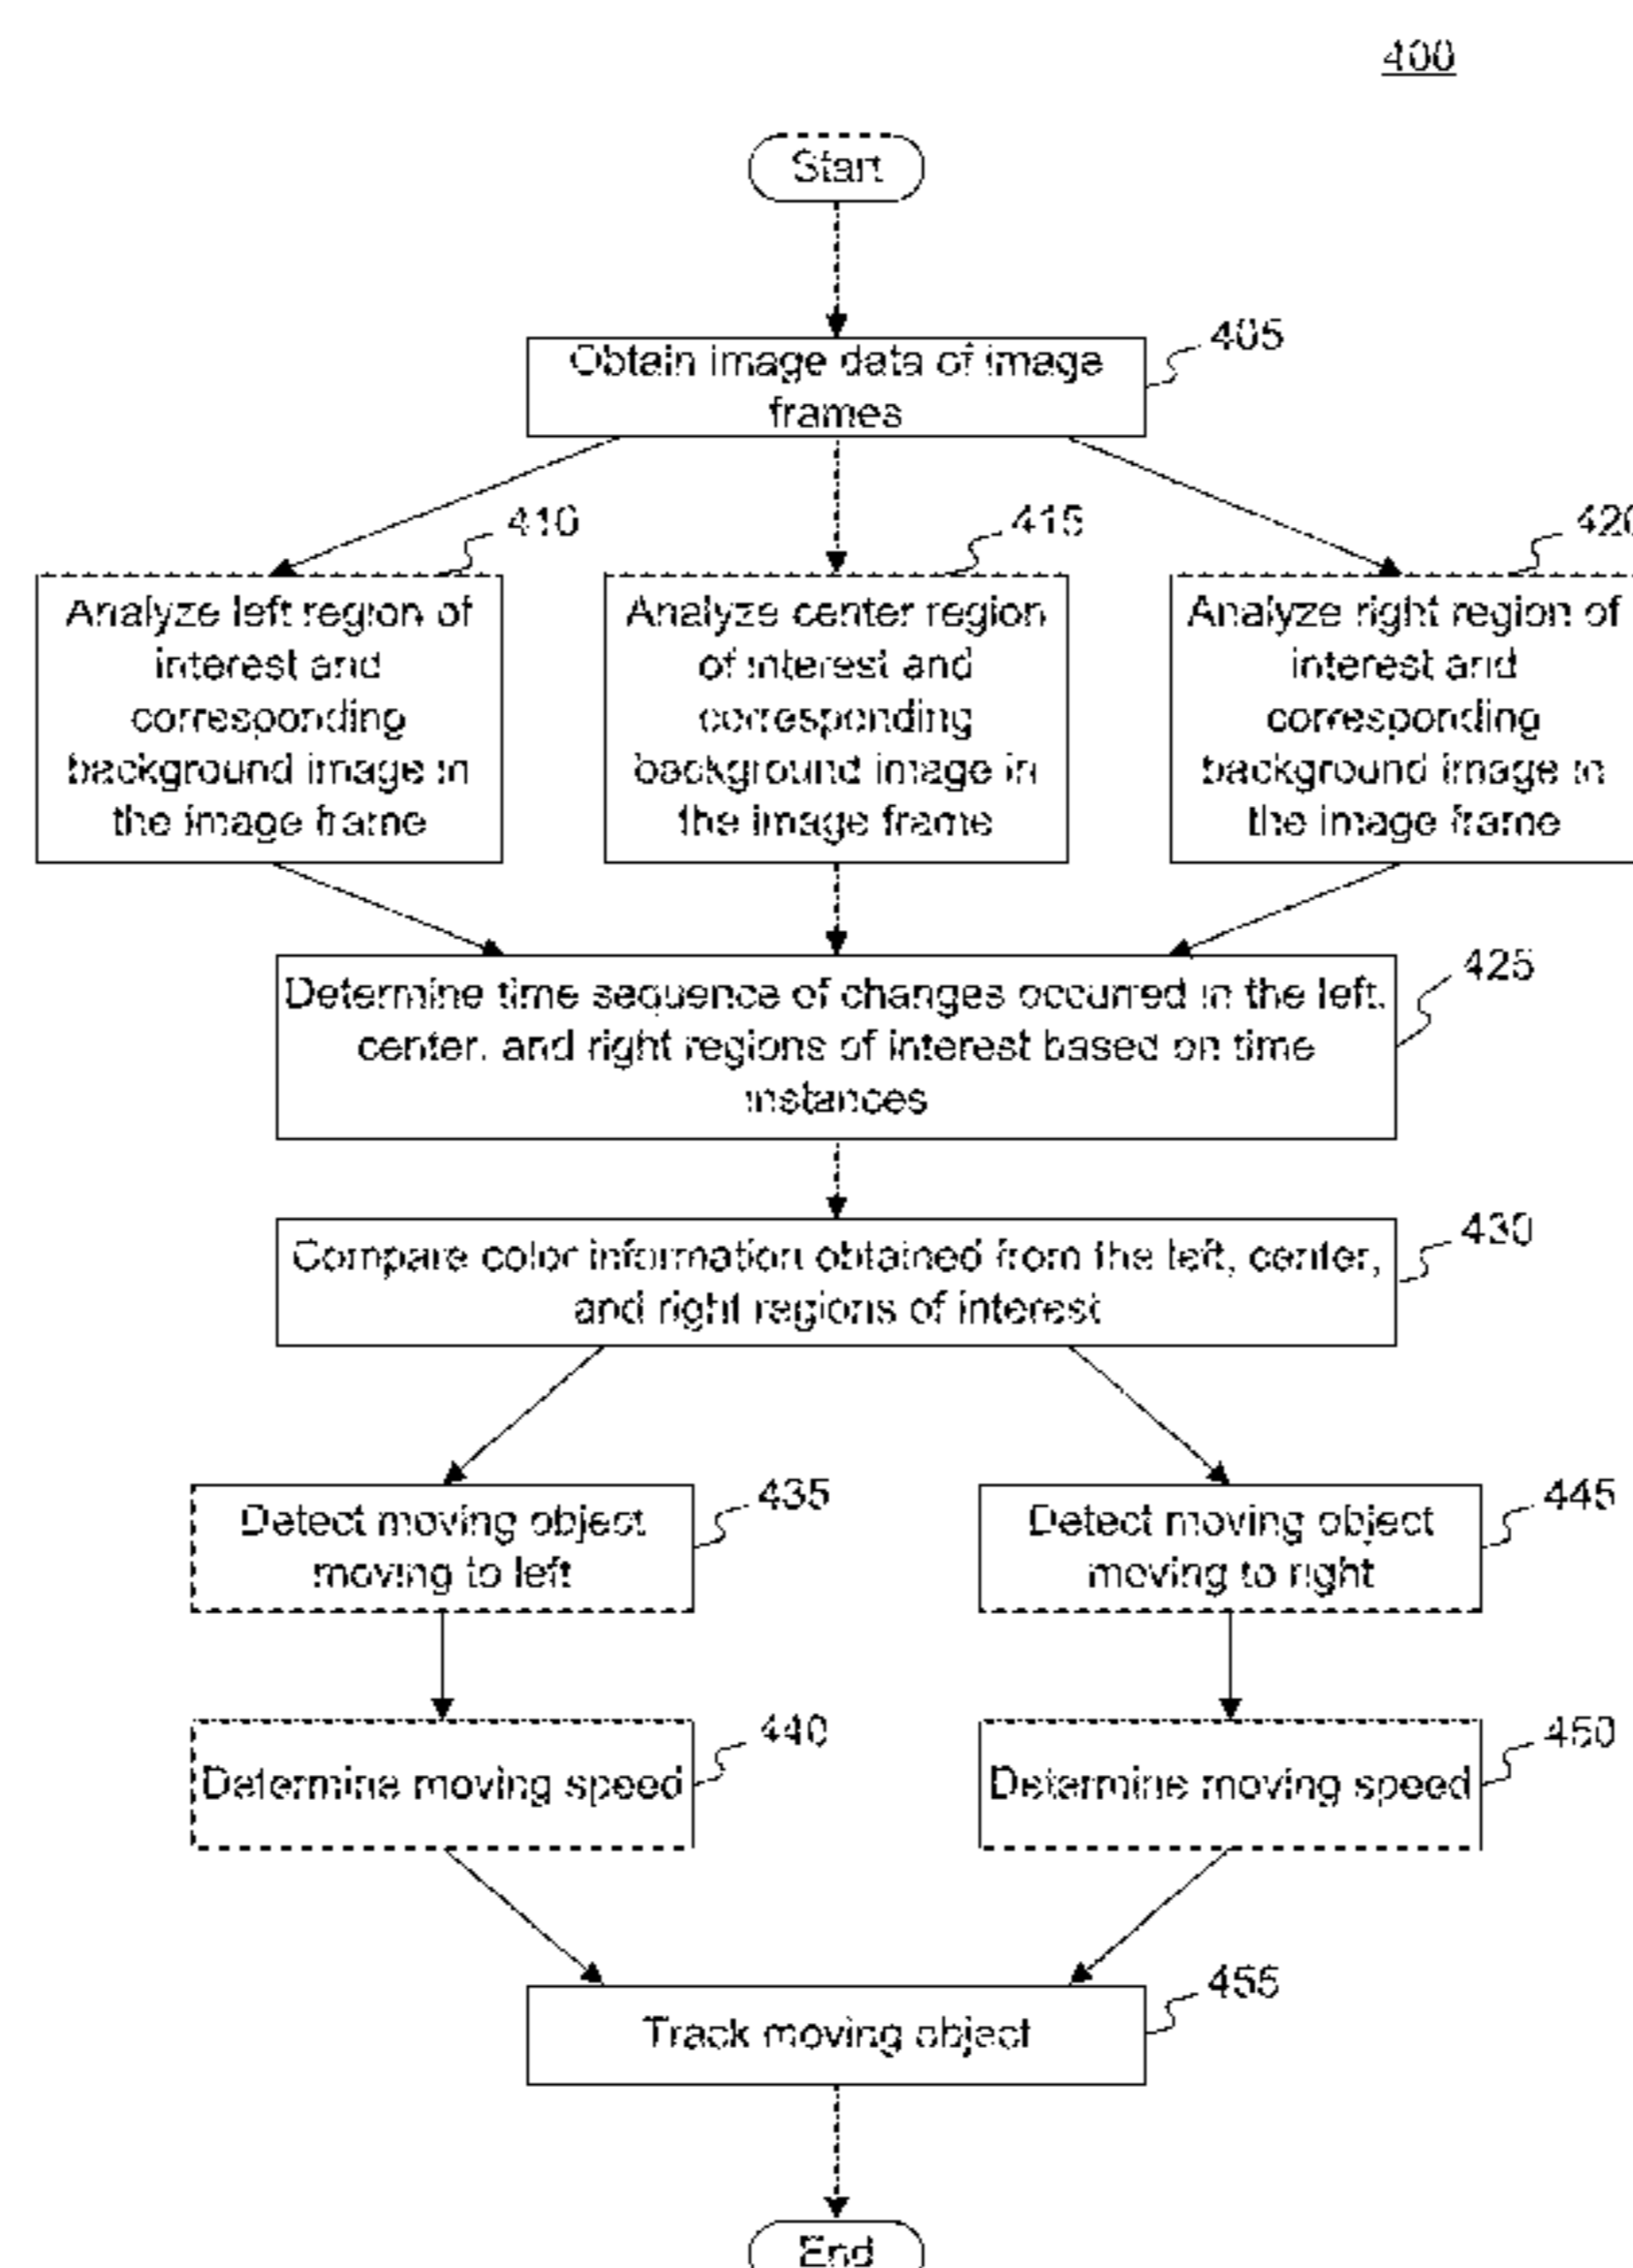 400
Start
405
Obtain image data of image
frames
410
415
420
Analyze left region of
interest and
corresponding
background image in
the image frame
Analyze center region
of interest and
corresponding
background image in
the image frame
Analyze right region of
interest and
corresponding
background image in
the image frame
425
Determine time sequence of changes occurred in the left,
center, and right regions of interest based on time
instances
430
Compare color information obtained from the left, center,
and right regions of interest
435
Detect moving object
moving to left
445
Detect moving object
moving to right
440
Determine moving speed
450
Determine moving speed
455
Track moving object
End